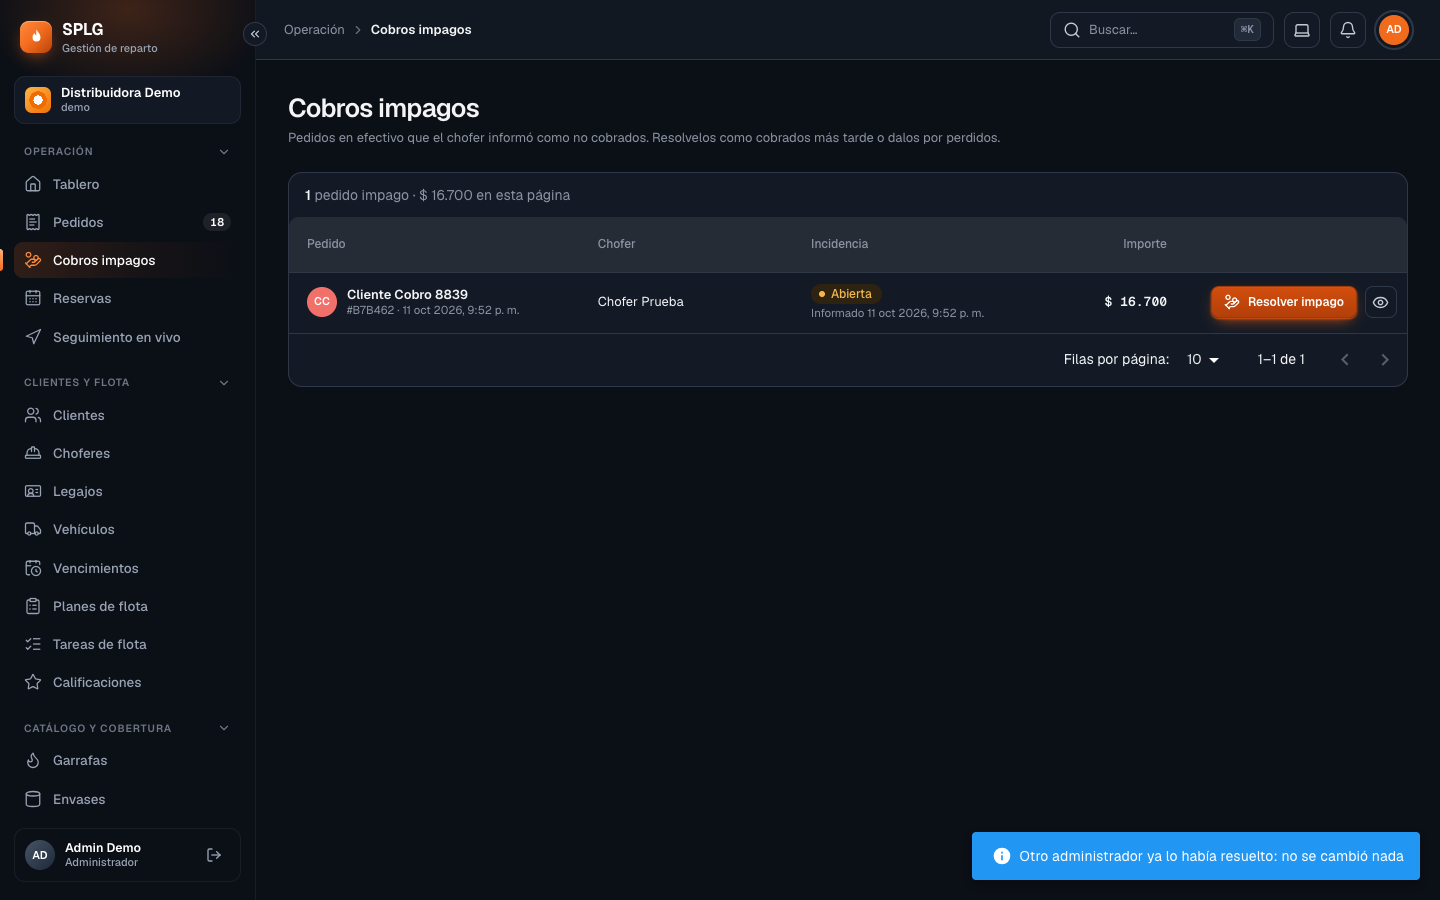 SPLG
Gestión de reparto
Distribuidora Demo
demo
OPERACIÓN
Tablero
Pedidos 18
Cobros impagos
Reservas
Seguimiento en vivo
CLIENTES Y FLOTA
Clientes
Choferes
Legajos
Vehículos
Vencimientos
Planes de flota
Tareas de flota
Calificaciones
CATÁLOGO Y COBERTURA
Garrafas
Envases
AD Admin Demo
Administrador
Operación Cobros impagos
Buscar... ⌘K
AD
Cobros impagos
Pedidos en efectivo que el chofer informó como no cobrados. Resolvelos como cobrados más tarde o dalos por perdidos.
1 pedido impago · $ 16.700 en esta página
Pedido Chofer Incidencia Importe
CC Cliente Cobro 8839
#B7B462 · 11 oct 2026, 9:52 p. m.
Chofer Prueba
Abierta
Informado 11 oct 2026, 9:52 p. m.
$ 16.700
Resolver impago
Filas por página: 10 1–1 de 1
Otro administrador ya lo había resuelto: no se cambió nada